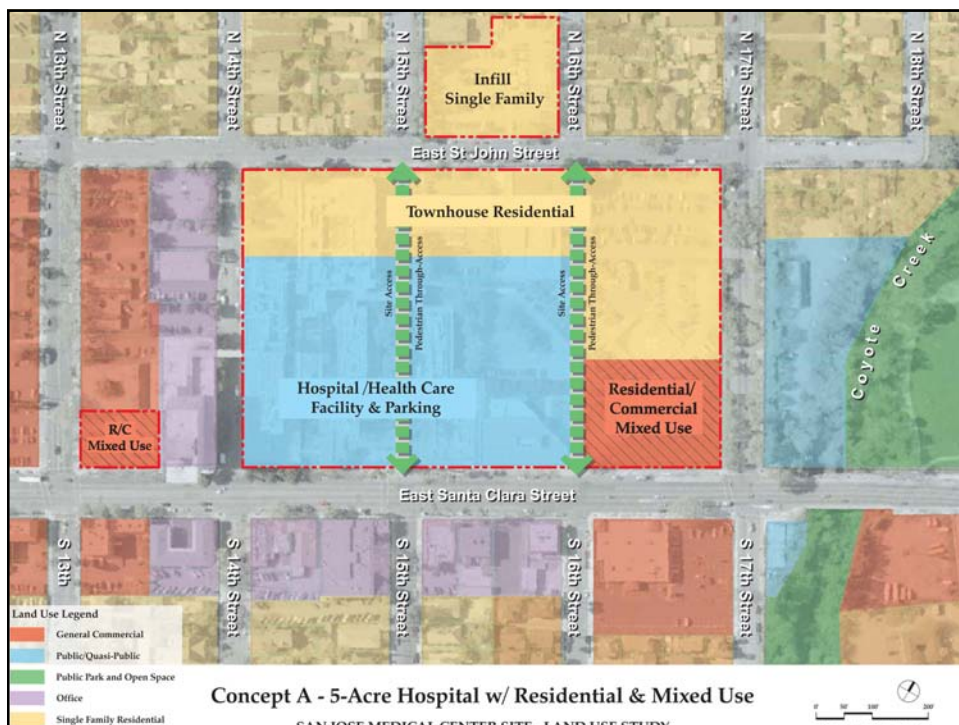 N 13th Street
N 14th Street
N 15th Street
N 16th Street
N 17th Street
N 18th Street
Infill
Single Family
East St John Street
Townhouse Residential
Site Access
Pedestrian Through-Access
Site Access
Pedestrian Through-Access
Coyote Creek
Hospital /Health Care
Facility & Parking
Residential/
Commercial
Mixed Use
R/C
Mixed Use
East Santa Clara Street
S 13th
S 14th Street
S 15th Street
S 16th Street
S 17th Street
Land Use Legend
General Commercial
Public/Quasi-Public
Public Park and Open Space
Office
Single Family Residential
Concept A - 5-Acre Hospital w/ Residential & Mixed Use
0' 50' 100' 200'
SAN JOSE MEDICAL CENTER SITE - LAND USE STUDY